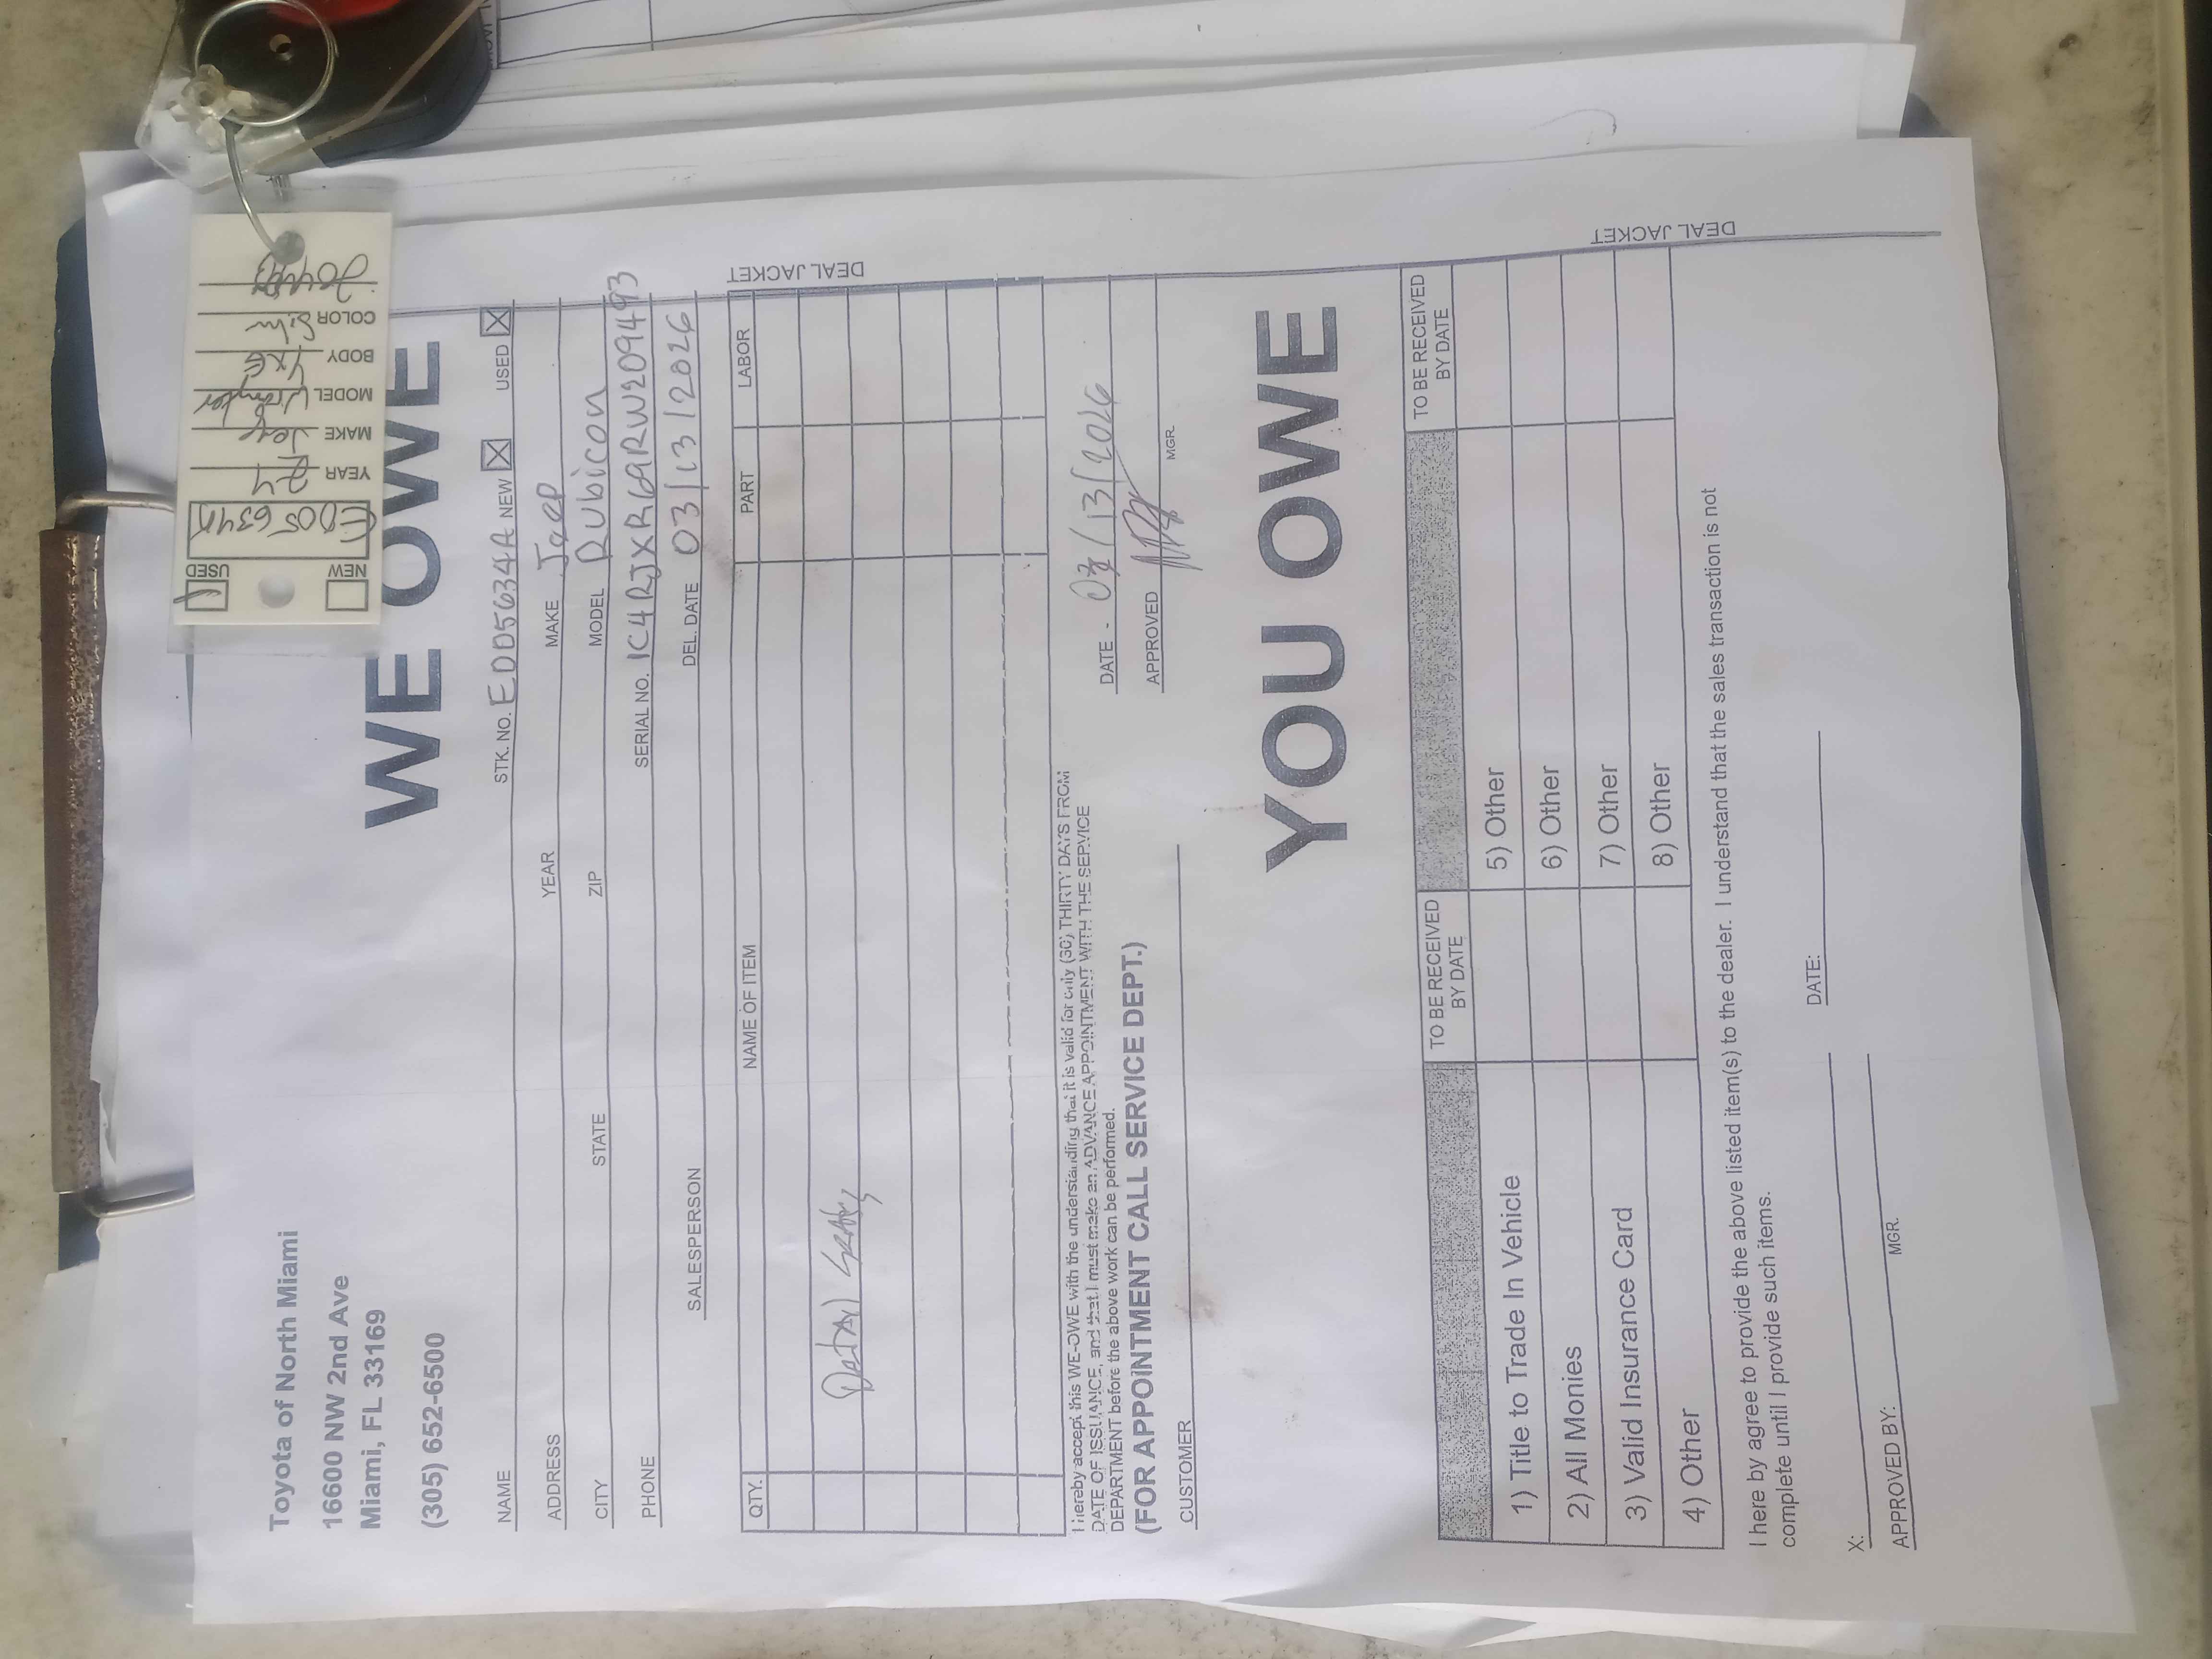 Toyota of North Miami
16600 NW 2nd Ave
Miami, FL 33169
(305) 652-6500
WE OWE
NEW USED
EDO5634A
YEAR 24
MAKE Jeep
MODEL Wrangler
BODY 4xE
COLOR
209493
STK. NO. EDD5634A NEW USED
NAME
ADDRESS YEAR MAKE Jeep
CITY STATE ZIP MODEL Rubicon
PHONE SERIAL NO. 1C4RJXR69RW209493
SALESPERSON DEL. DATE 03/13/2026
QTY. NAME OF ITEM PART LABOR
DEAL JACKET
Detail
I hereby accept this WE-OWE with the understanding that it is valid for only (30) THIRTY DAYS FROM
DATE OF ISSUANCE, and that I must make an ADVANCE APPOINTMENT WITH THE SERVICE
DEPARTMENT before the above work can be performed.
(FOR APPOINTMENT CALL SERVICE DEPT.)
DATE - 03/13/2026
APPROVED
MGR.
CUSTOMER
YOU OWE
TO BE RECEIVED BY DATE TO BE RECEIVED BY DATE
1) Title to Trade In Vehicle 5) Other
2) All Monies 6) Other
3) Valid Insurance Card 7) Other
4) Other 8) Other
DEAL JACKET
I here by agree to provide the above listed item(s) to the dealer. I understand that the sales transaction is not
complete until I provide such items.
X: DATE:
APPROVED BY: MGR.